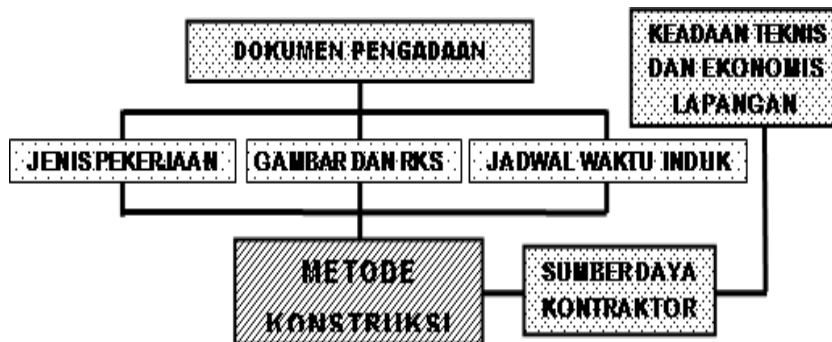 DOKUMEN PENGADAAN
KEADAAN TEKNIS
DAN EKONOMIS
LAPANGAN
JENIS PEKERJAAN
GAMBAR DAN RKS
JADWAL WAKTU INDUK
METODE
KONSTRUKSI
SUMBER DAYA
KONTRAKTOR